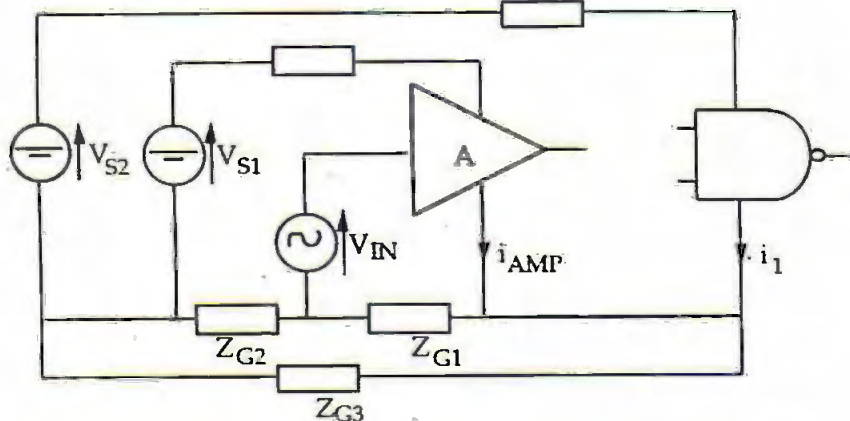 V_S2
V_S1
A
V_IN
i_AMP
i_1
Z_G2
Z_G1
Z_G3